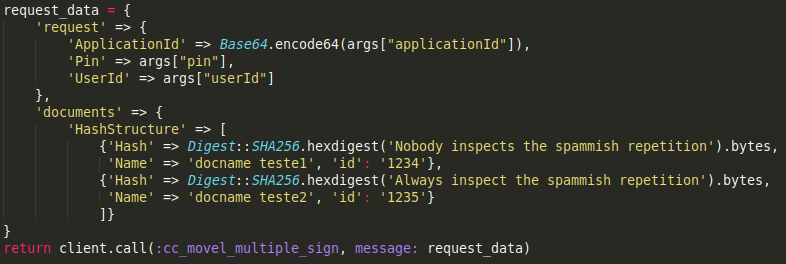 request_data = {
    'request' => {
        'ApplicationId' => Base64.encode64(args["applicationId"]),
        'Pin' => args["pin"],
        'UserId' => args["userId"]
    },
    'documents' => {
        'HashStructure' => [
            {'Hash' => Digest::SHA256.hexdigest('Nobody inspects the spammish repetition').bytes,
             'Name' => 'docname teste1', 'id': '1234'},
            {'Hash' => Digest::SHA256.hexdigest('Always inspect the spammish repetition').bytes,
             'Name' => 'docname teste2', 'id': '1235'}
            ]}
}
return client.call(:cc_movel_multiple_sign, message: request_data)